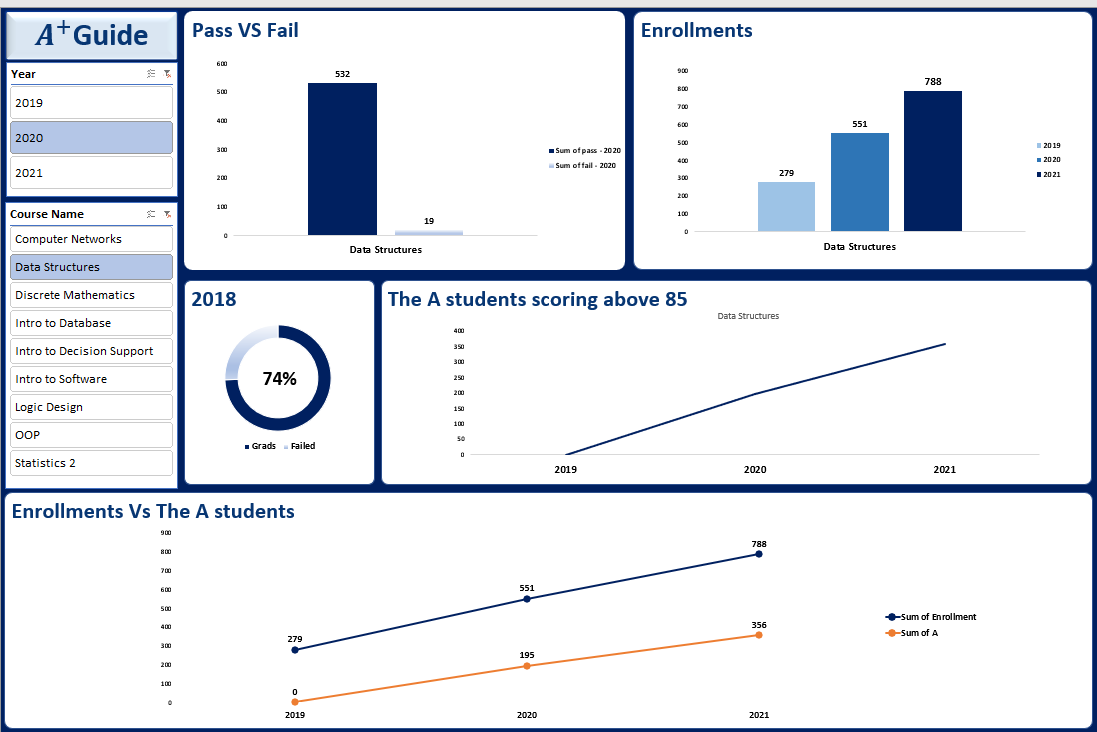 A+Guide
Year
2019
2020
2021
Course Name
Computer Networks
Data Structures
Discrete Mathematics
Intro to Database
Intro to Decision Support
Intro to Software
Logic Design
OOP
Statistics 2
Pass VS Fail
600
500
400
300
200
100
0
532
19
Data Structures
Sum of pass - 2020
Sum of fail - 2020
Enrollments
900
800
700
600
500
400
300
200
100
0
279
551
788
Data Structures
2019
2020
2021
2018
74%
Grads Failed
The A students scoring above 85
Data Structures
400
350
300
250
200
150
100
50
0
2019 2020 2021
Enrollments Vs The A students
900
800
700
600
500
400
300
200
100
0
279
551
788
0
195
356
2019 2020 2021
Sum of Enrollment
Sum of A